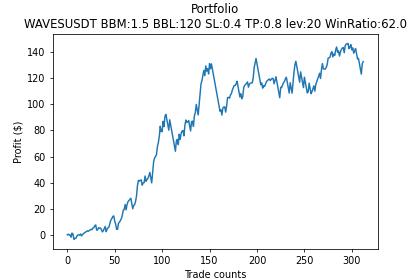 Portfolio
WAVESUSDT BBM:1.5 BBL:120 SL:0.4 TP:0.8 lev:20 WinRatio:62.0
140
120
100
80
60
40
20
0
Profit ($)
0 50 100 150 200 250 300
Trade counts